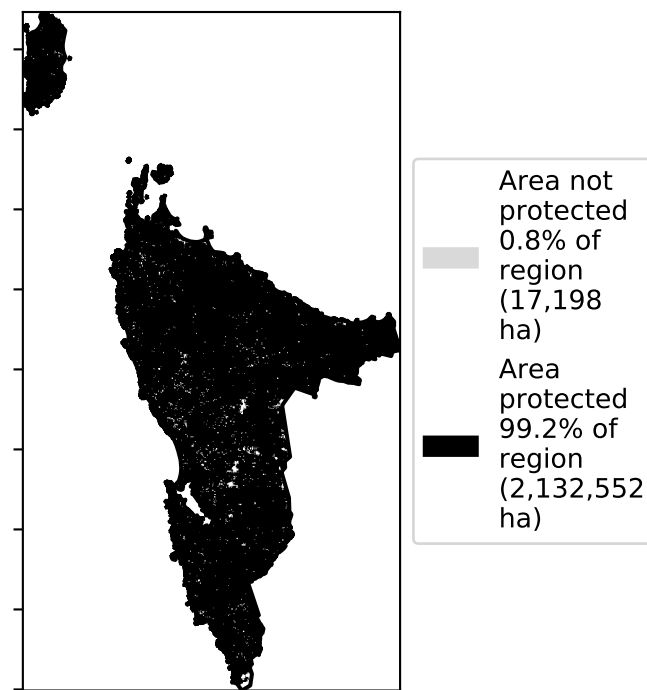 Area not
protected
0.8% of
region
(17,198
ha)
Area
protected
99.2% of
region
(2,132,552
ha)